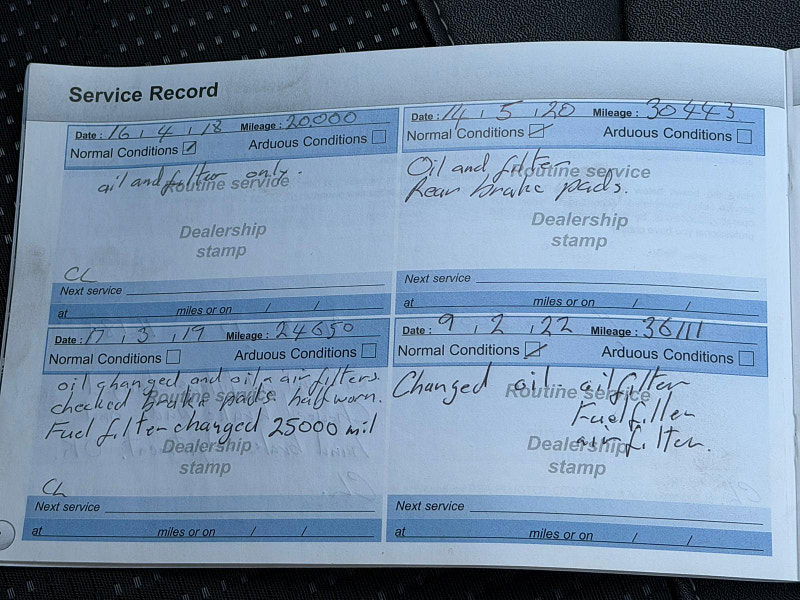 Service Record
Date : 16 , 4 , 18 Mileage : 20000
Normal Conditions Arduous Conditions
oil and filter only.
Routine service
Dealership
stamp
CL
Next service
at miles or on / /
Date : 14 , 5 , 20 Mileage : 30443
Normal Conditions Arduous Conditions
Oil and filter
Routine service
Rear brake pads.
Dealership
stamp
Next service
at miles or on / /
Date : 17 , 3 , 19 Mileage : 24650
Normal Conditions Arduous Conditions
oil changed and oil & air filters.
Routine service
checked brake pads half worn.
Fuel filter changed 25000 mil
Dealership
stamp
CL
Next service
at miles or on / /
Date : 9 , 2 , 22 Mileage : 36111
Normal Conditions Arduous Conditions
Changed oil - oil filter
Routine service
Fuel filter
air filter.
Dealership
stamp
Next service
at miles or on / /